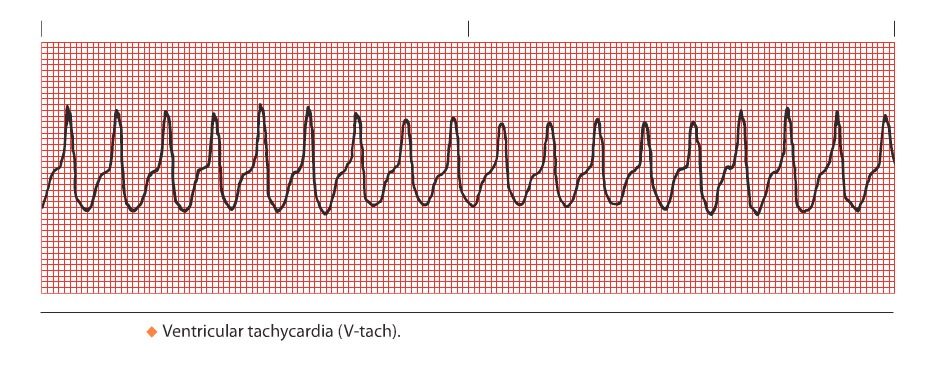 ◆ Ventricular tachycardia (V-tach).